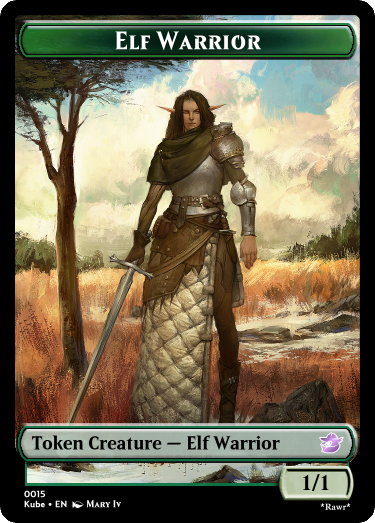 Elf Warrior
Token Creature — Elf Warrior
1/1
0015
Kube • EN Mary Iv
*Rawr*